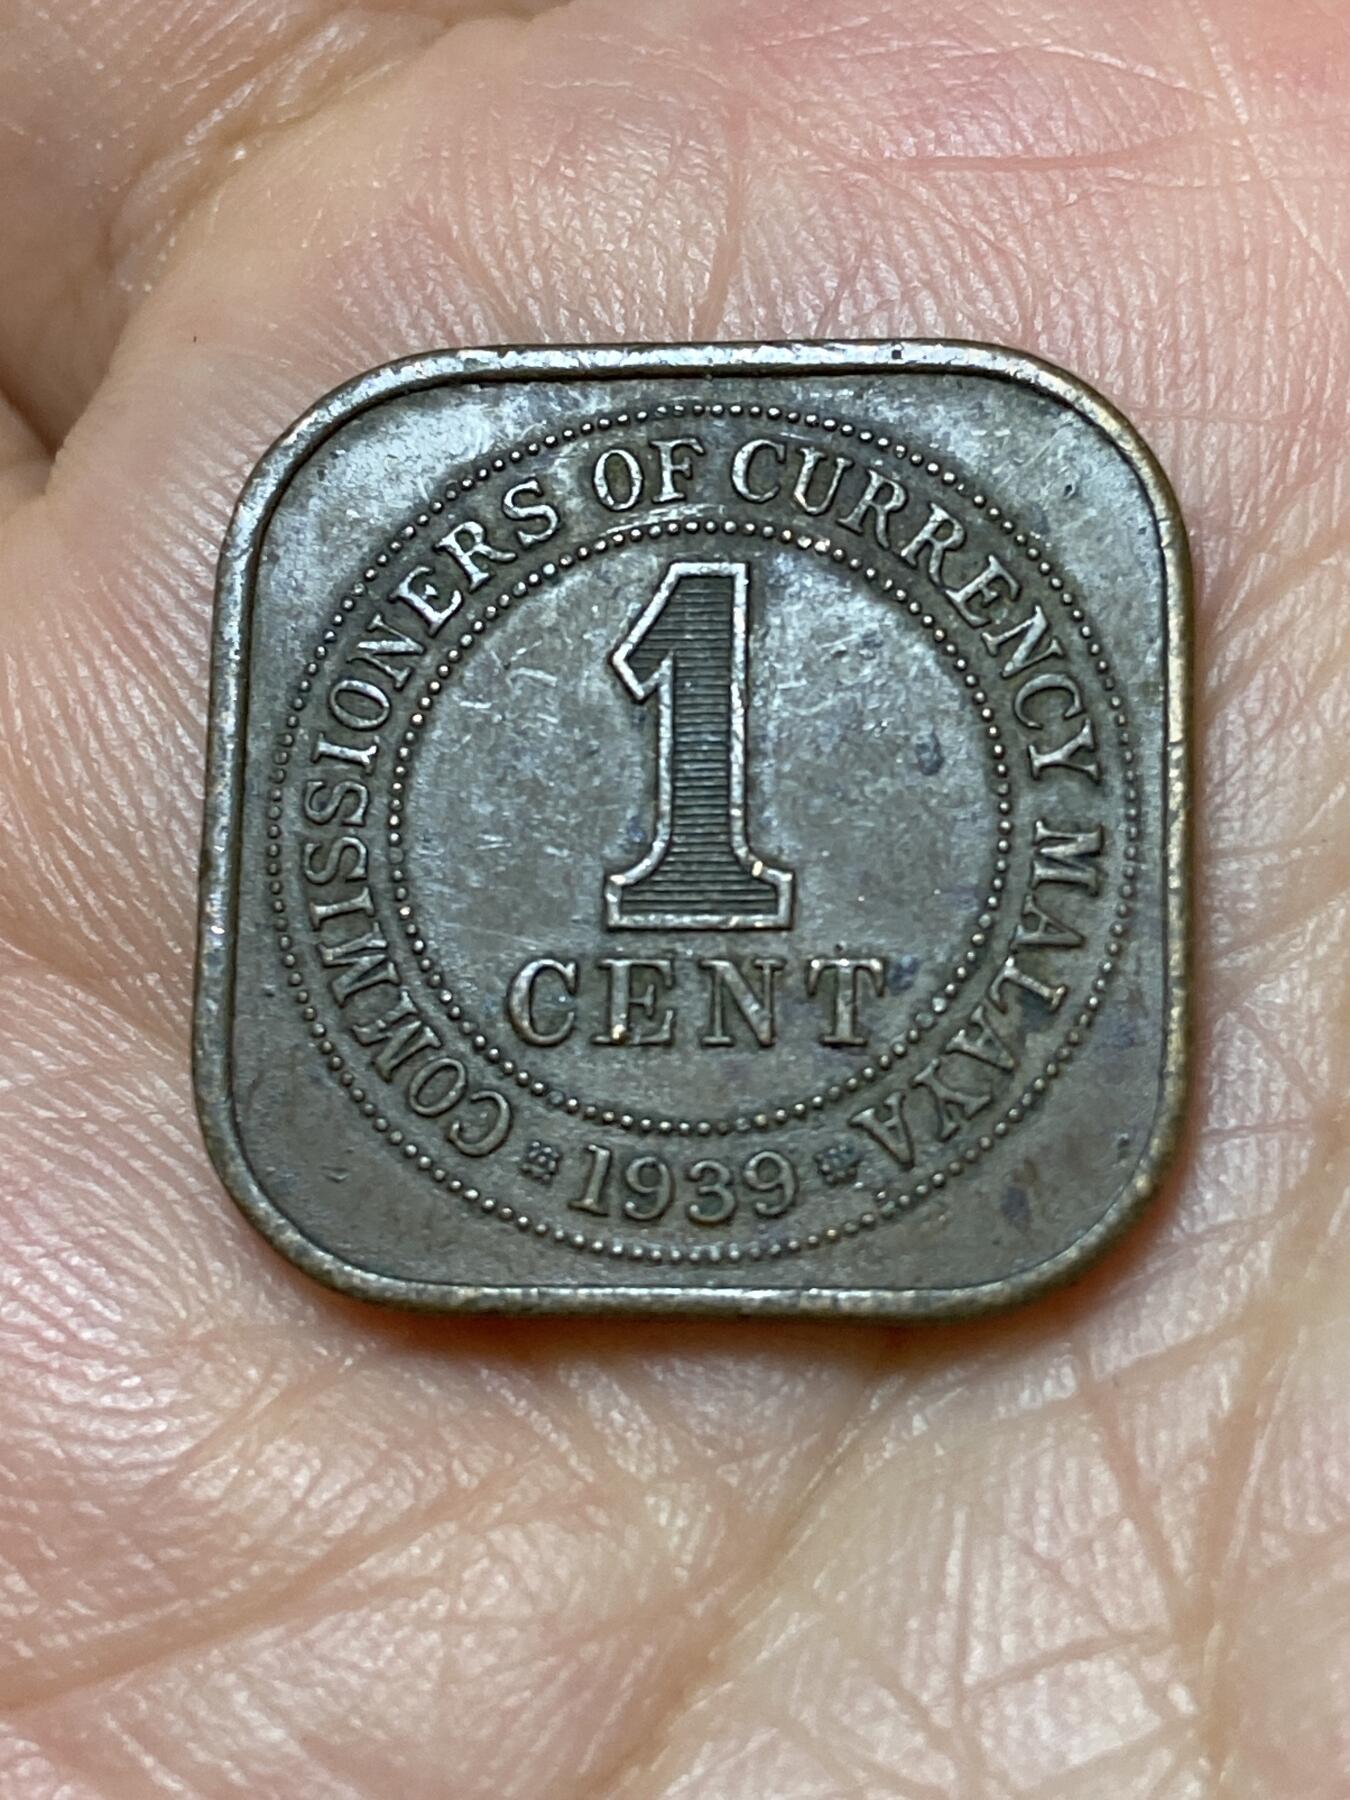 COMMISSIONERS OF CURRENCY MALAYA
1
CENT
1939